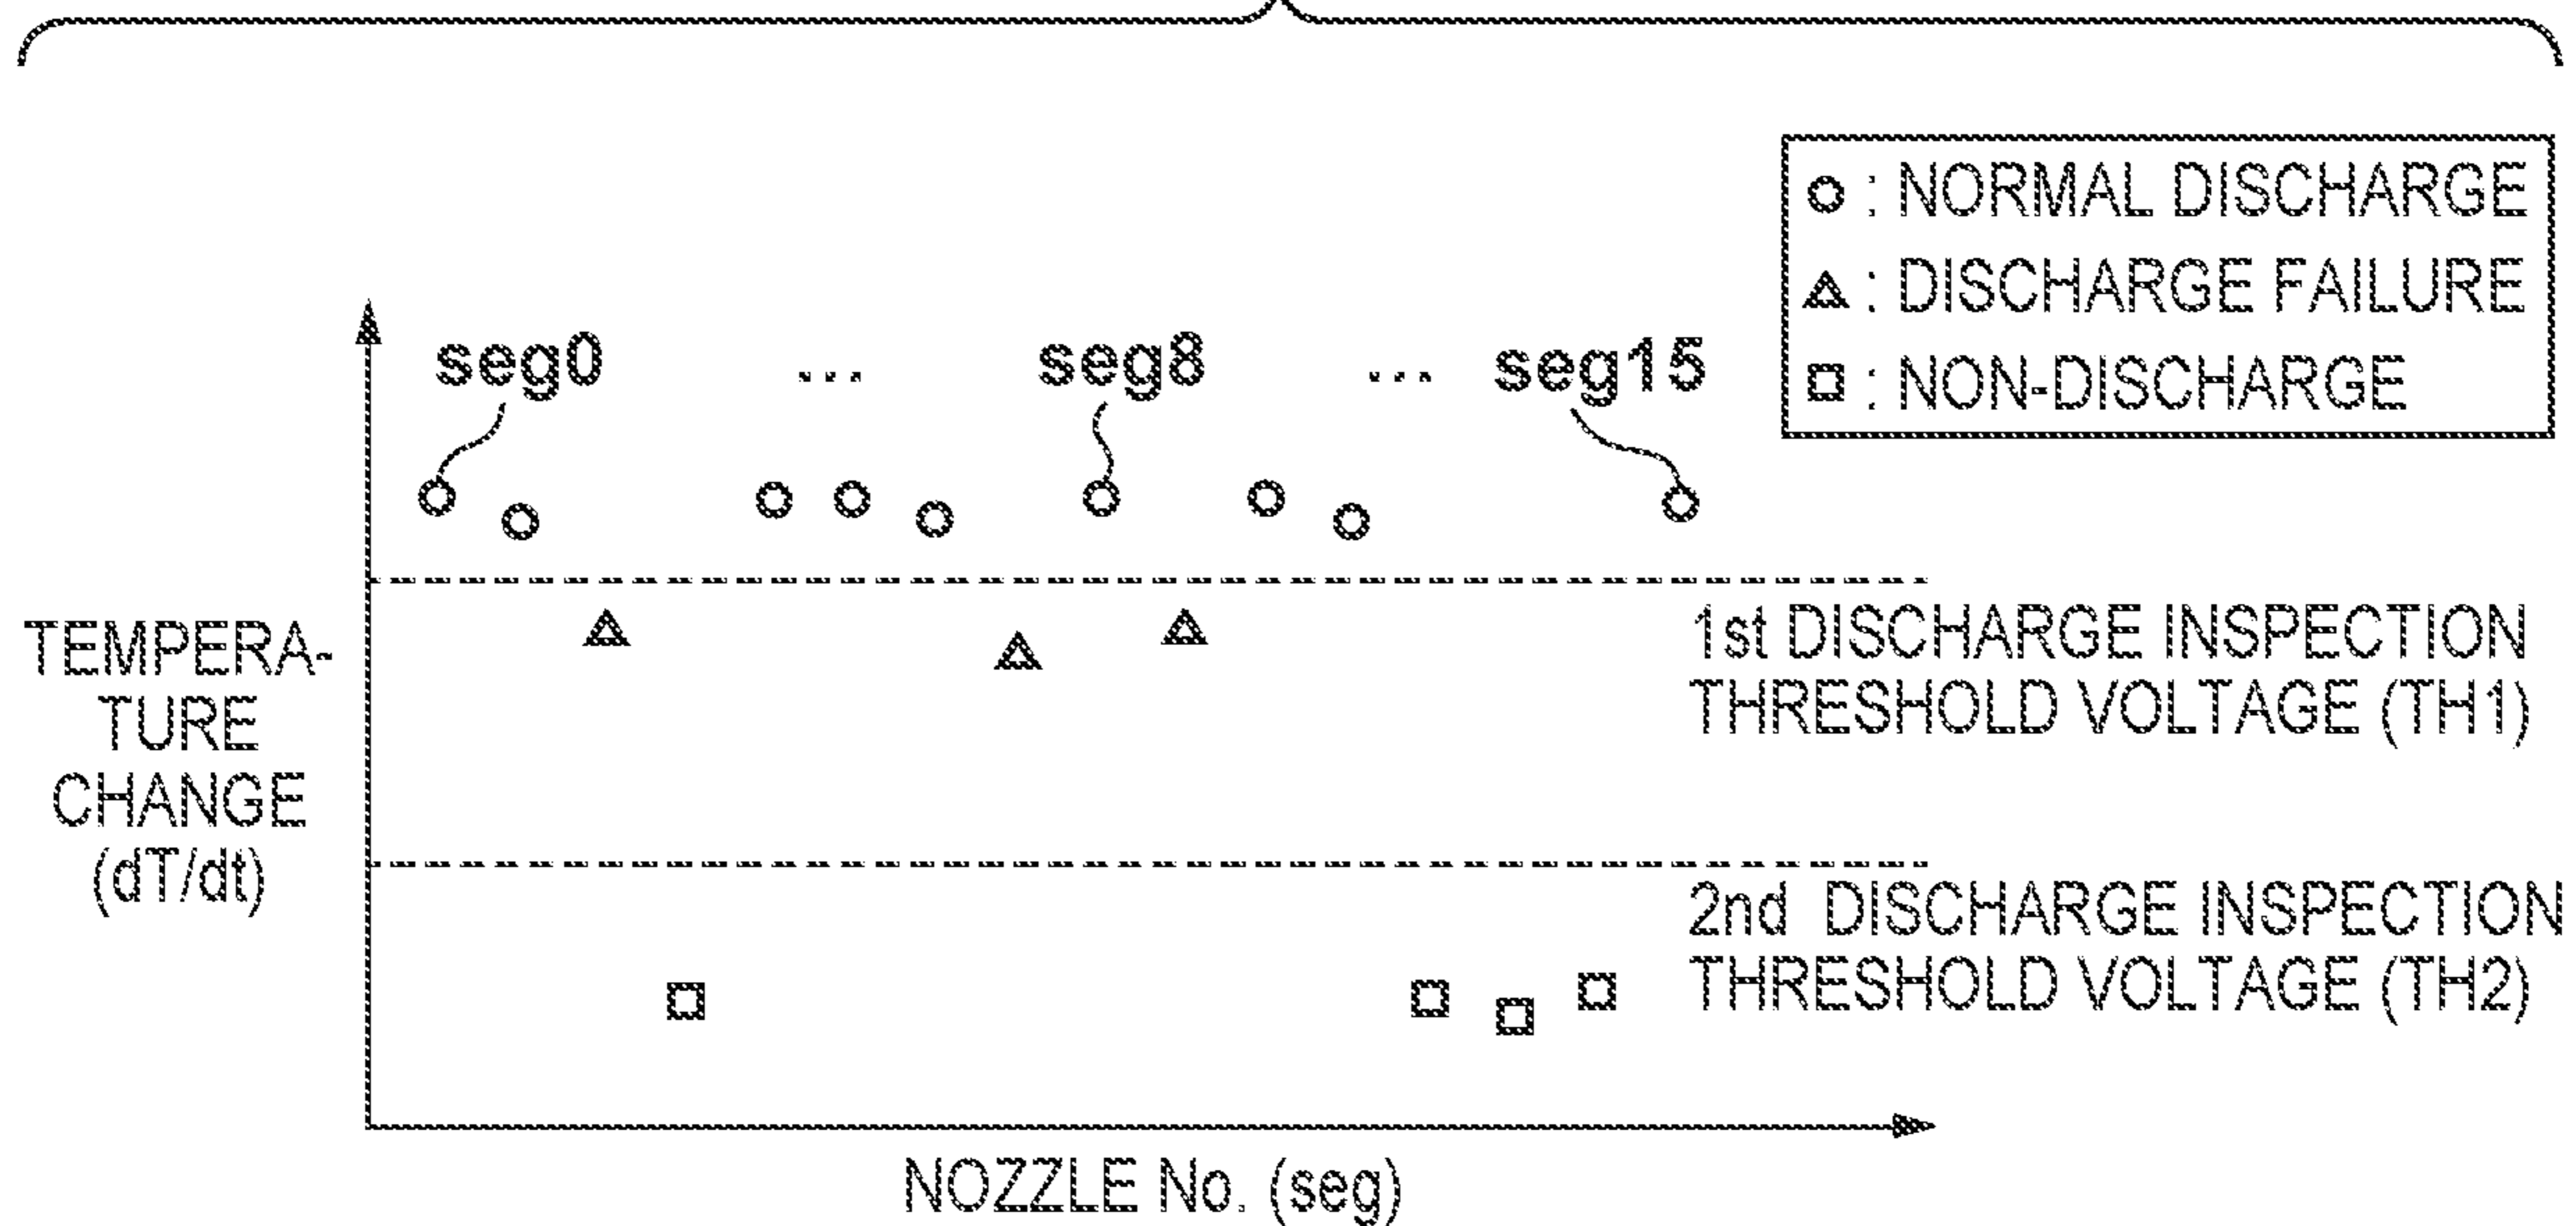 ○ : NORMAL DISCHARGE
△ : DISCHARGE FAILURE
□ : NON-DISCHARGE
seg0 ... seg8 ... seg15
TEMPERA-
TURE
CHANGE
(dT/dt)
1st DISCHARGE INSPECTION
THRESHOLD VOLTAGE (TH1)
2nd DISCHARGE INSPECTION
THRESHOLD VOLTAGE (TH2)
NOZZLE No. (seg)